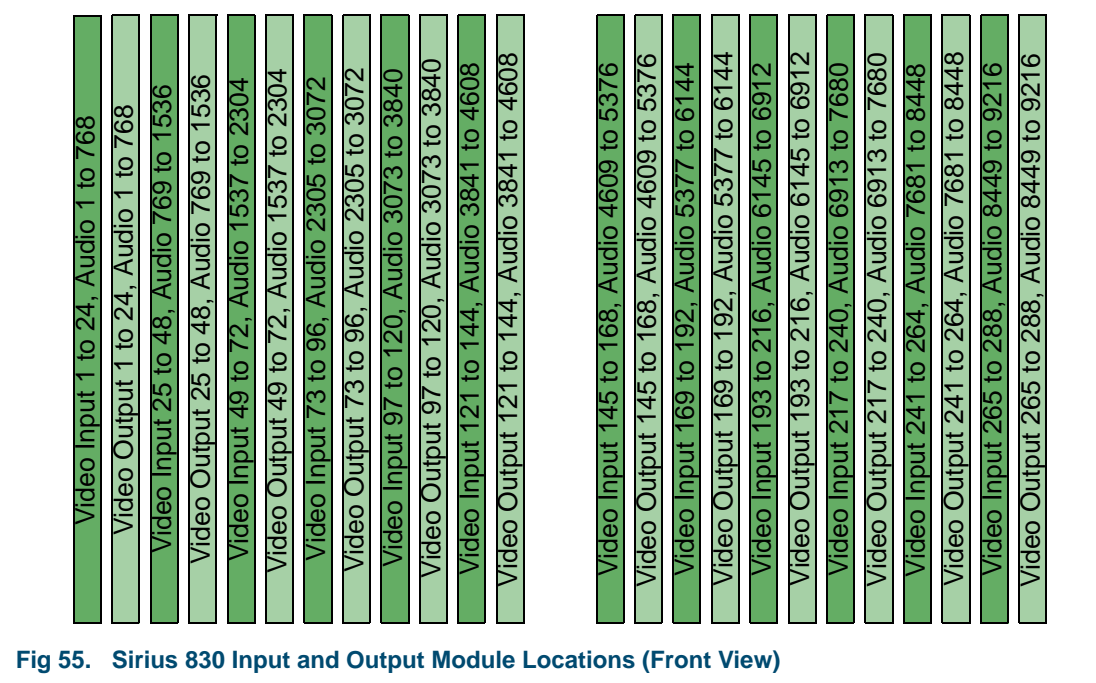 Video Input 1 to 24, Audio 1 to 768
Video Output 1 to 24, Audio 1 to 768
Video Input 25 to 48, Audio 769 to 1536
Video Output 25 to 48, Audio 769 to 1536
Video Input 49 to 72, Audio 1537 to 2304
Video Output 49 to 72, Audio 1537 to 2304
Video Input 73 to 96, Audio 2305 to 3072
Video Output 73 to 96, Audio 2305 to 3072
Video Input 97 to 120, Audio 3073 to 3840
Video Output 97 to 120, Audio 3073 to 3840
Video Input 121 to 144, Audio 3841 to 4608
Video Output 121 to 144, Audio 3841 to 4608
Video Input 145 to 168, Audio 4609 to 5376
Video Output 145 to 168, Audio 4609 to 5376
Video Input 169 to 192, Audio 5377 to 6144
Video Output 169 to 192, Audio 5377 to 6144
Video Input 193 to 216, Audio 6145 to 6912
Video Output 193 to 216, Audio 6145 to 6912
Video Input 217 to 240, Audio 6913 to 7680
Video Output 217 to 240, Audio 6913 to 7680
Video Input 241 to 264, Audio 7681 to 8448
Video Output 241 to 264, Audio 7681 to 8448
Video Input 265 to 288, Audio 8449 to 9216
Video Output 265 to 288, Audio 8449 to 9216
Fig 55. Sirius 830 Input and Output Module Locations (Front View)